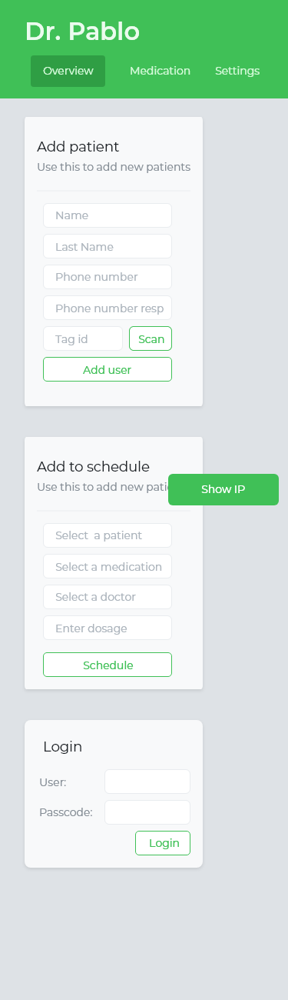 Dr. Pablo
Overview Medication Settings
Add patient
Use this to add new patients
Name
Last Name
Phone number
Phone number resp
Tag id Scan
Add user
Add to schedule
Use this to add new
Show IP
Select a patient
Select a medication
Select a doctor
Enter dosage
Schedule
Login
User:
Passcode:
Login